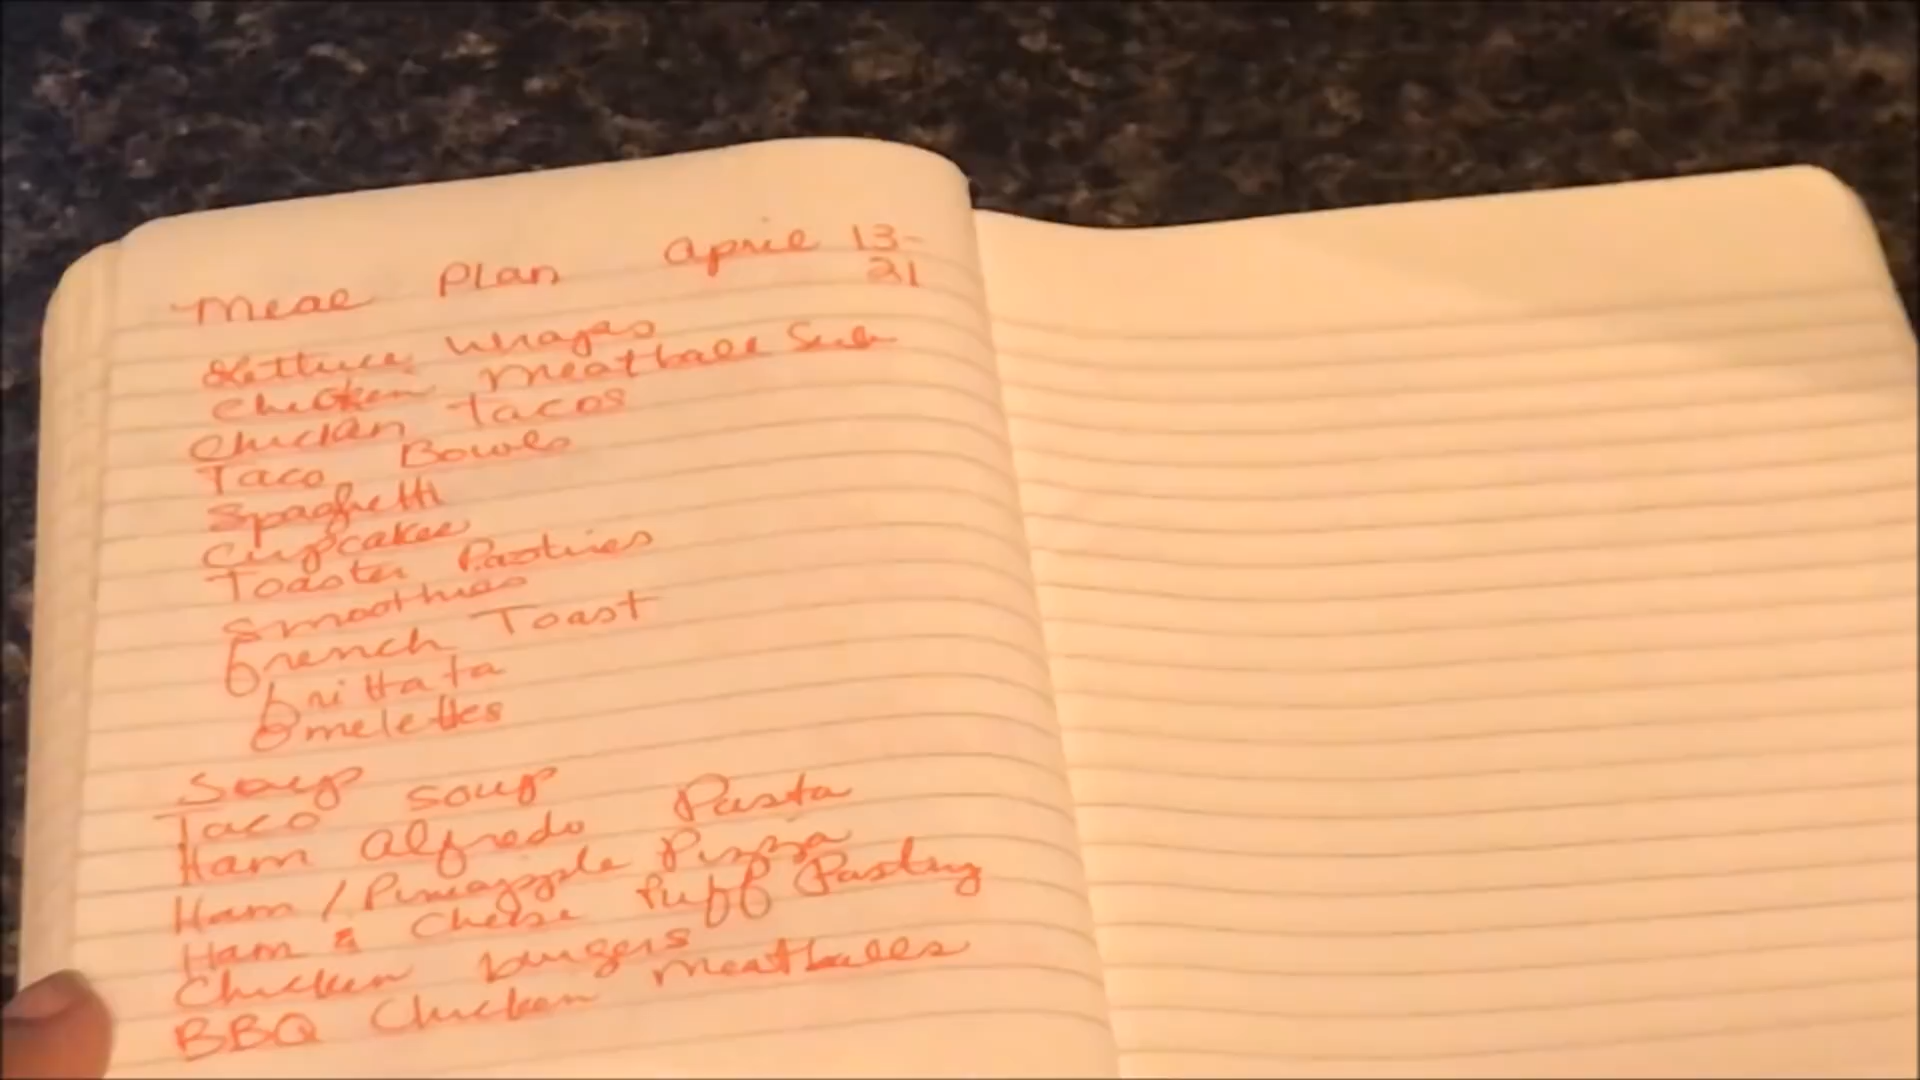 Meal Plan April 13-
21
Lettuce Wraps
Chicken Meatball Sub
Chicken Tacos
Taco Bowls
Spaghetti
Cupcakes
Toaster Pastries
Smoothies
French Toast
Frittata
Omelettes
Soup
Taco Soup
Ham Alfredo Pasta
Ham / Pineapple Pizza
Ham & Cheese Puff Pastry
Chicken burgers
BBQ Chicken Meatballs